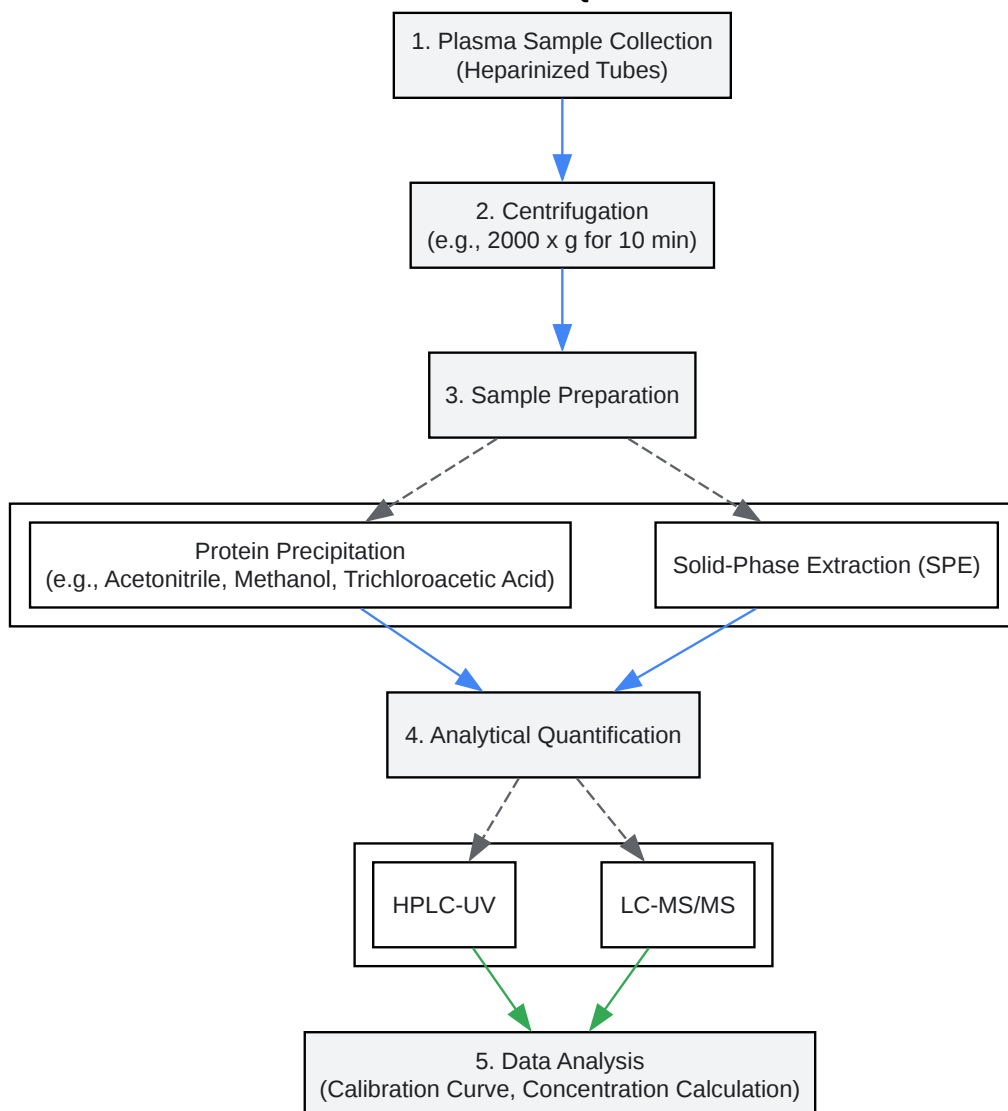 1. Plasma Sample Collection
(Heparinized Tubes)
2. Centrifugation
(e.g., 2000 x g for 10 min)
3. Sample Preparation
Protein Precipitation
(e.g., Acetonitrile, Methanol, Trichloroacetic Acid)
Solid-Phase Extraction (SPE)
4. Analytical Quantification
HPLC-UV
LC-MS/MS
5. Data Analysis
(Calibration Curve, Concentration Calculation)